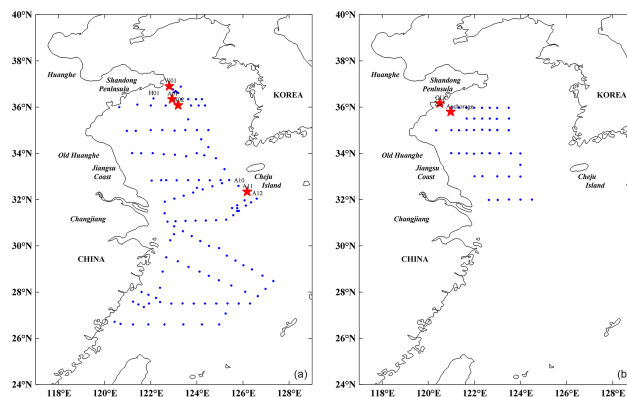 40°N
38°N
36°N
34°N
32°N
30°N
28°N
26°N
24°N
118°E
120°E
122°E
124°E
126°E
128°E
Huanghe
Shandong
Peninsula
KOREA
H01
Old Huanghe
Jiangsu
Coast
Cheju
Island
A10
A11
A12
Changjiang
CHINA
(a)
40°N
38°N
36°N
34°N
32°N
30°N
28°N
26°N
24°N
118°E
120°E
122°E
124°E
126°E
128°E
Huanghe
Shandong
Peninsula
KOREA
Anchorage
Old Huanghe
Jiangsu
Coast
Cheju
Island
Changjiang
CHINA
(b)